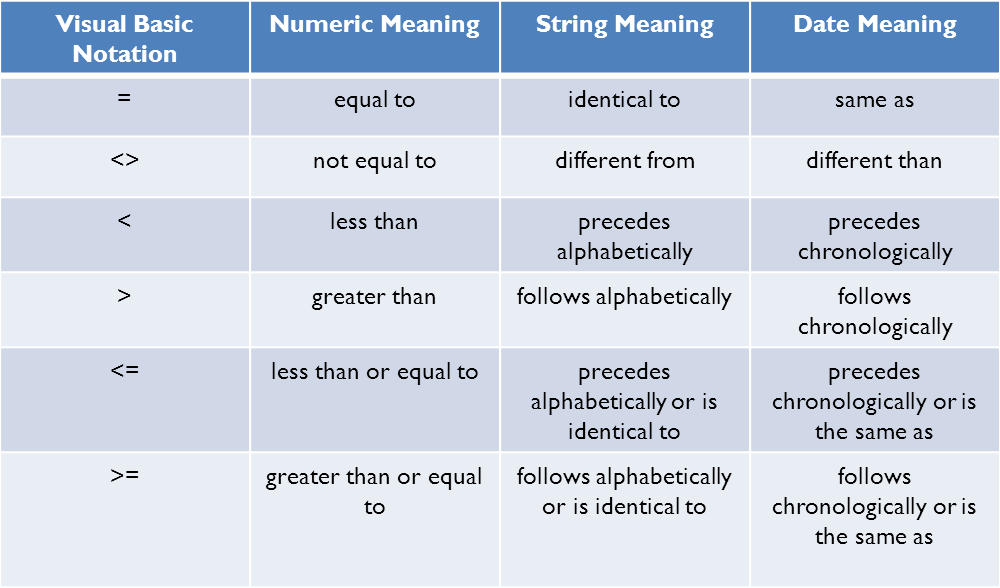 Visual Basic
Notation
Numeric Meaning
String Meaning
Date Meaning
=
equal to
identical to
same as
<>
not equal to
different from
different than
<
less than
precedes
alphabetically
precedes
chronologically
>
greater than
follows alphabetically
follows
chronologically
<=
less than or equal to
precedes
alphabetically or is
identical to
precedes
chronologically or is
the same as
>=
greater than or equal
to
follows alphabetically
or is identical to
follows
chronologically or is
the same as